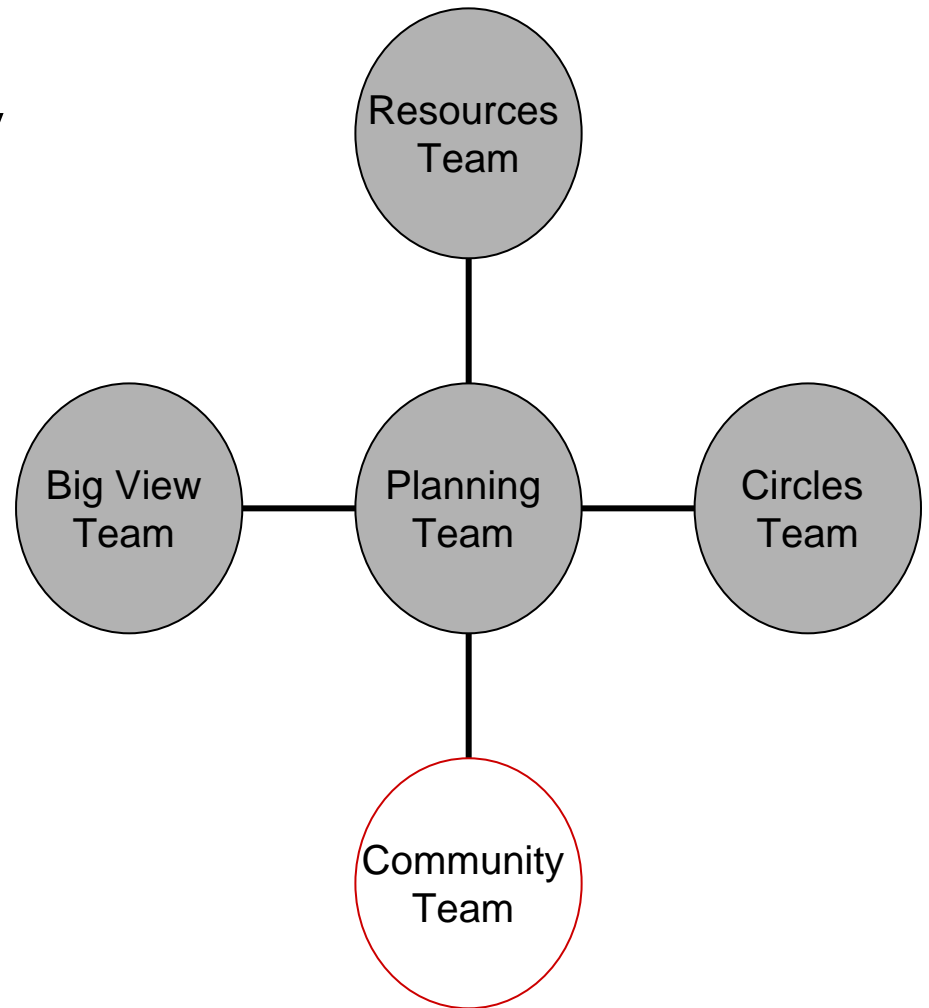 Resources
Team
Big View
Team
Planning
Team
Circles
Team
Community
Team